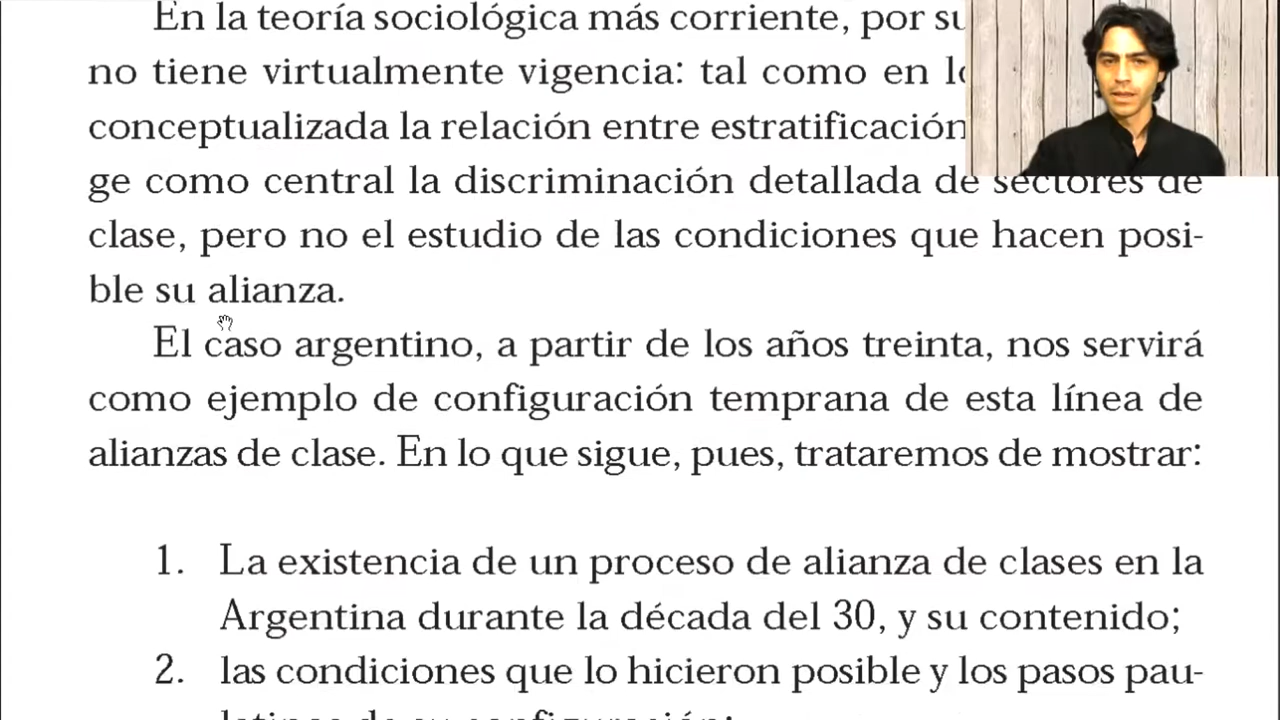 En la teoría sociológica más corriente, por su
no tiene virtualmente vigencia: tal como en
conceptualizada la relación entre estratificación
ge como central la discriminación detallada de sectores de
clase, pero no el estudio de las condiciones que hacen posi-
ble su alianza.
El caso argentino, a partir de los años treinta, nos servirá
como ejemplo de configuración temprana de esta línea de
alianzas de clase. En lo que sigue, pues, trataremos de mostrar:
1. La existencia de un proceso de alianza de clases en la
Argentina durante la década del 30, y su contenido;
2. las condiciones que lo hicieron posible y los pasos pau-